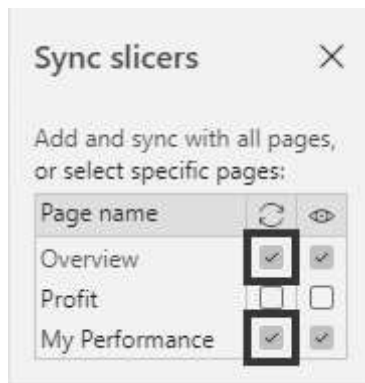 Sync slicers
Add and sync with all pages,
or select specific pages:
Page name
Overview
Profit
My Performance